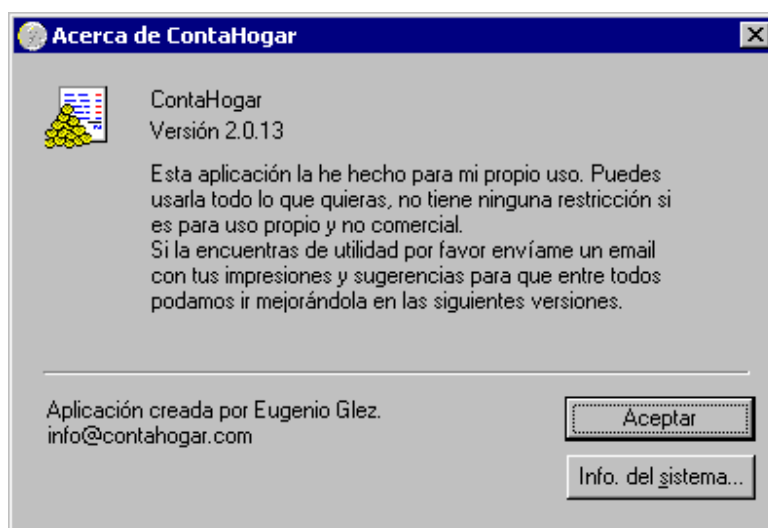 Acerca de ContaHogar
ContaHogar
Versión 2.0.13
Esta aplicación la he hecho para mi propio uso. Puedes
usarla todo lo que quieras, no tiene ninguna restricción si
es para uso propio y no comercial.
Si la encuentras de utilidad por favor envíame un email
con tus impresiones y sugerencias para que entre todos
podamos ir mejorándola en las siguientes versiones.
Aplicación creada por Eugenio Glez.
info@contahogar.com
Aceptar
Info. del sistema...